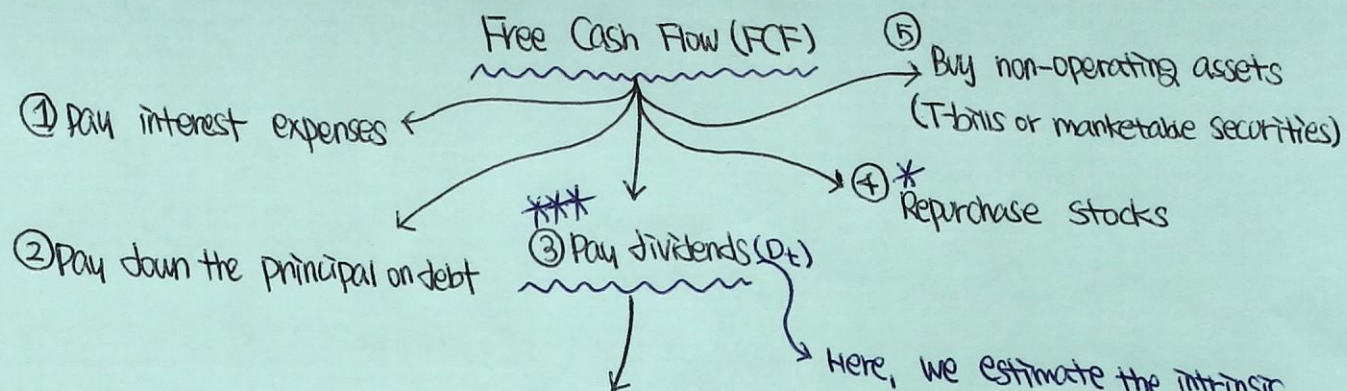 Free Cash Flow (FCF)
① Pay interest expenses
⑤ Buy non-operating assets
(T-bills or marketable securities)
④ *
Repurchase stocks
② Pay down the principal on debt
***
③ Pay dividends (Dt)
Here, we estimate the intrinsic